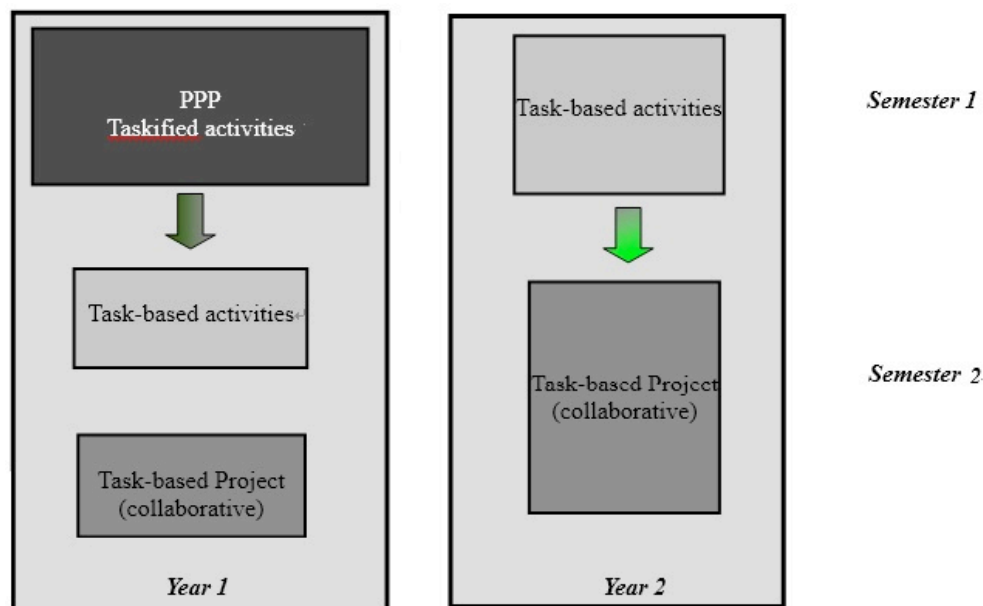 PPP
Taskified activities
Task-based activities
Task-based Project
(collaborative)
Year 1
Task-based activities
Task-based Project
(collaborative)
Year 2
Semester 1
Semester 2